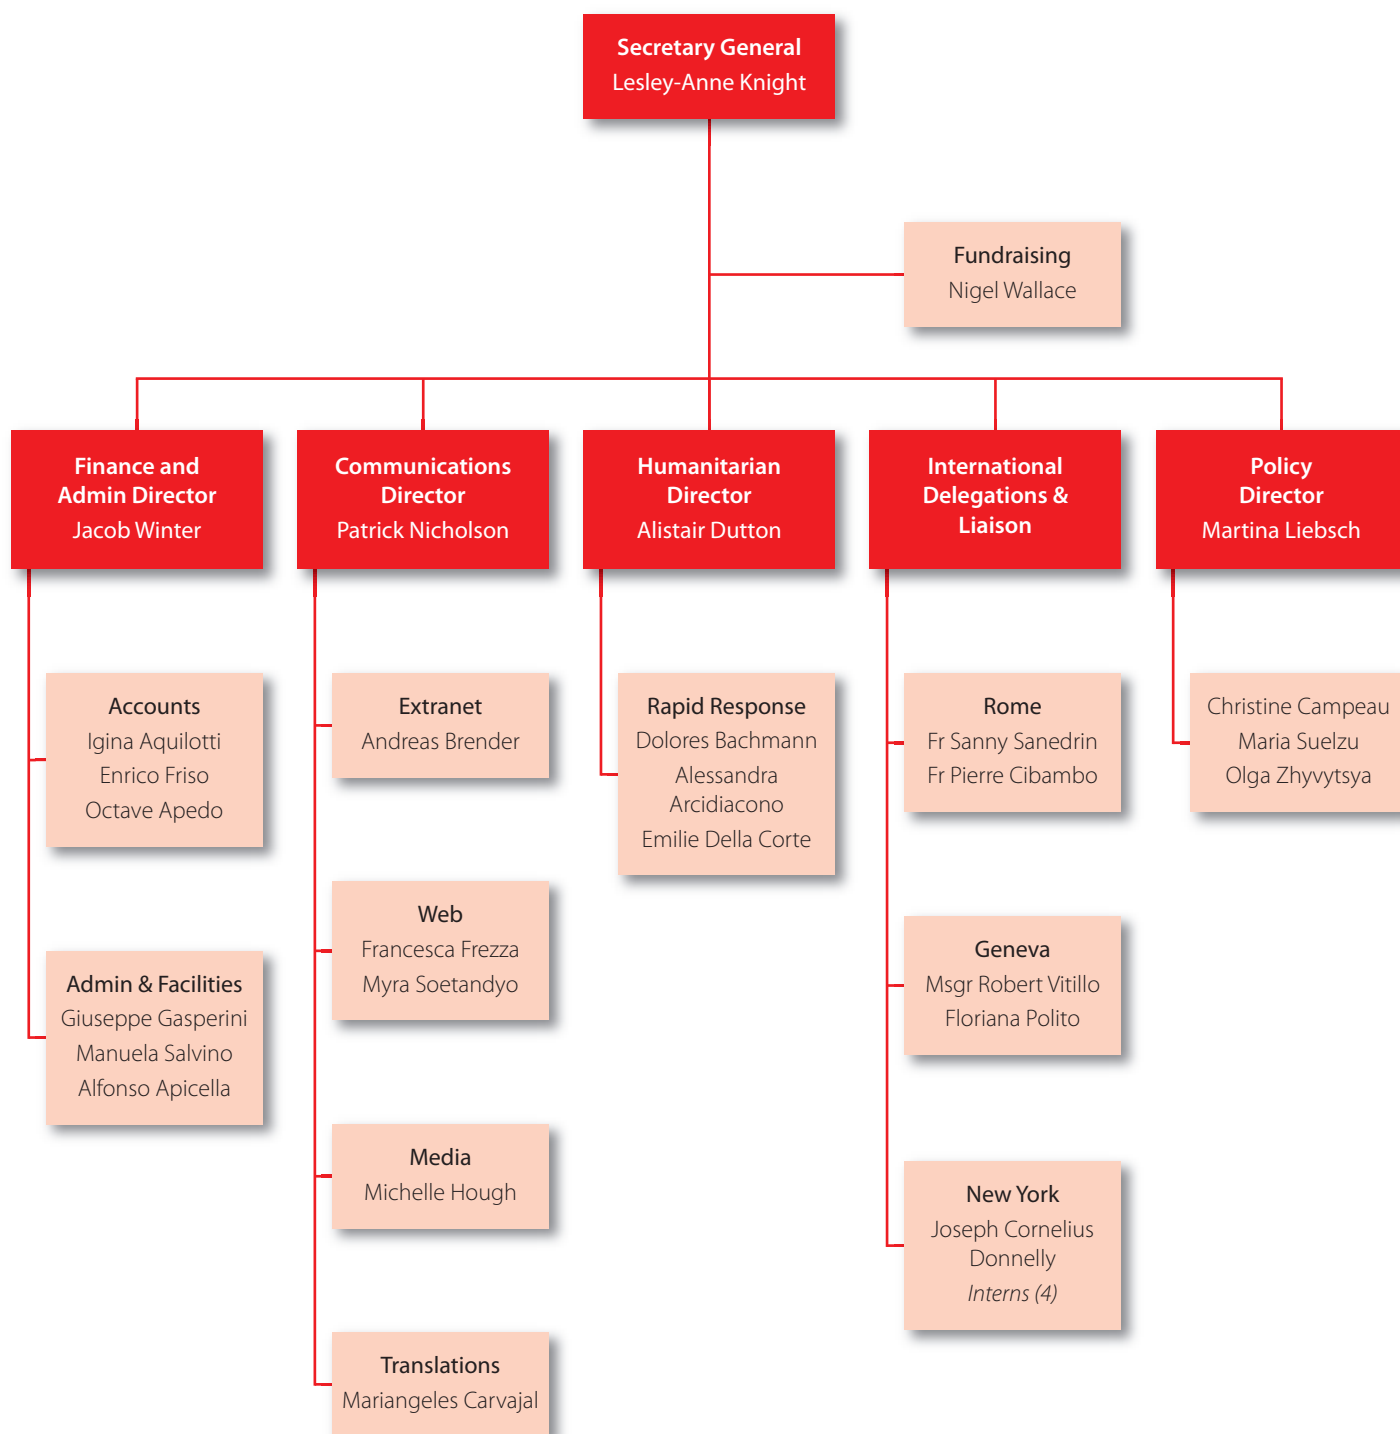 Secretary General
Lesley-Anne Knight
Fundraising
Nigel Wallace
Finance and
Admin Director
Jacob Winter
Communications
Director
Patrick Nicholson
Humanitarian
Director
Alistair Dutton
International
Delegations &
Liaison
Policy
Director
Martina Liebsch
Accounts
Igina Aquilotti
Enrico Friso
Octave Apedo
Admin & Facilities
Giuseppe Gasperini
Manuela Salvino
Alfonso Apicella
Extranet
Andreas Brender
Web
Francesca Frezza
Myra Soetandyo
Media
Michelle Hough
Translations
Mariangeles Carvajal
Rapid Response
Dolores Bachmann
Alessandra
Arcidiacono
Emilie Della Corte
Rome
Fr Sanny Sanedrin
Fr Pierre Cibambo
Geneva
Msgr Robert Vitillo
Floriana Polito
New York
Joseph Cornelius
Donnelly
Interns (4)
Christine Campeau
Maria Suelzu
Olga Zhyvytsya